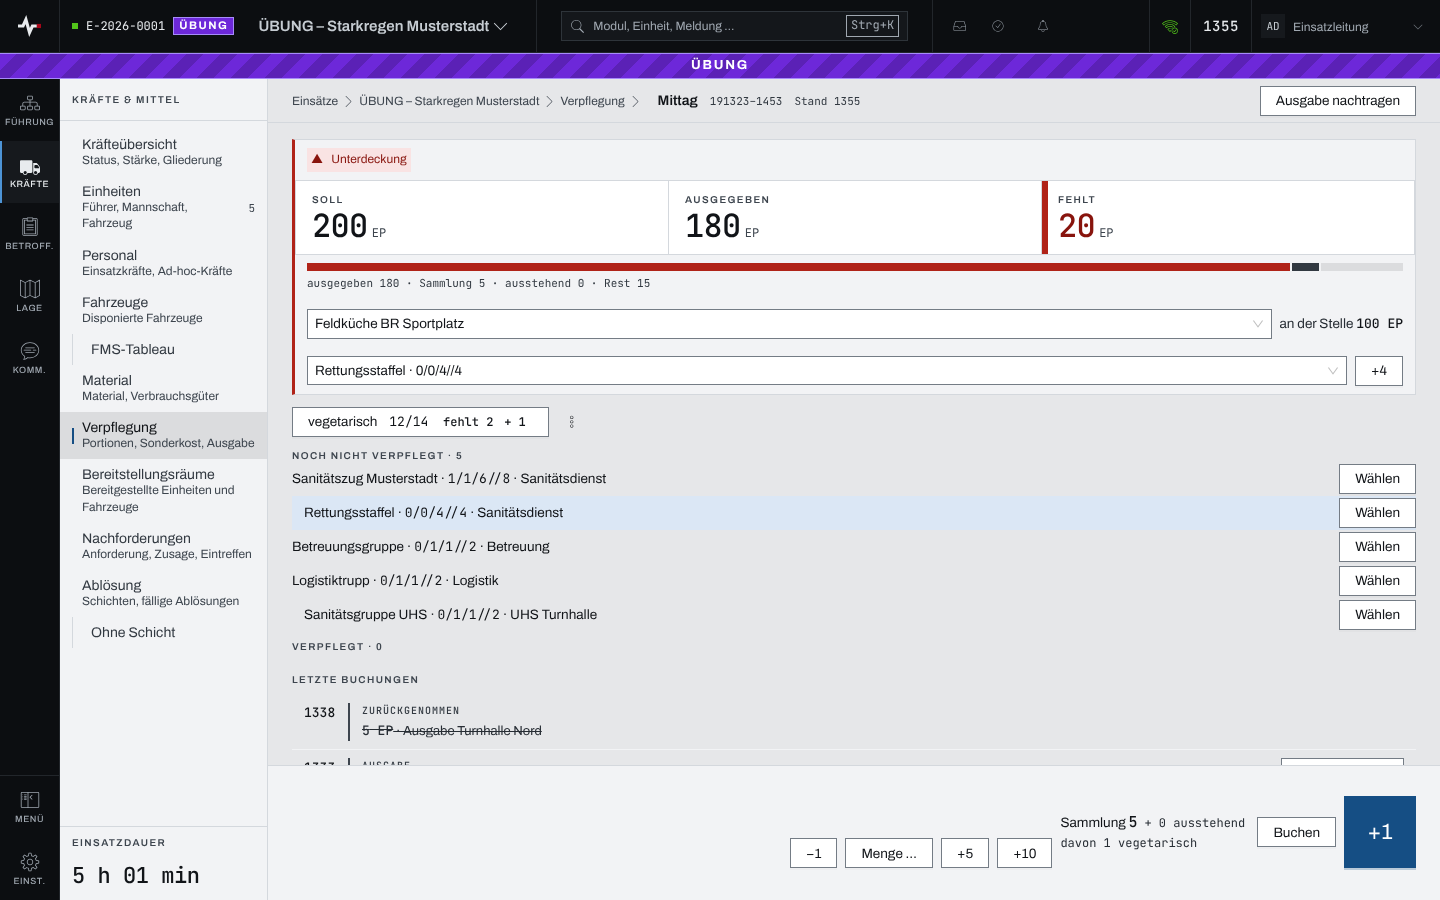 E-2026-0001 ÜBUNG ÜBUNG – Starkregen Musterstadt Modul, Einheit, Meldung ... Strg+K 1355 AD Einsatzleitung
ÜBUNG
FÜHRUNG
KRÄFTE
BETROFF.
LAGE
KOMM.
MENÜ
EINST.
KRÄFTE & MITTEL
Kräfteübersicht
Status, Stärke, Gliederung
Einheiten
Führer, Mannschaft,
Fahrzeug
5
Personal
Einsatzkräfte, Ad-hoc-Kräfte
Fahrzeuge
Disponierte Fahrzeuge
FMS-Tableau
Material
Material, Verbrauchsgüter
Verpflegung
Portionen, Sonderkost, Ausgabe
Bereitstellungsräume
Bereitgestellte Einheiten und
Fahrzeuge
Nachforderungen
Anforderung, Zusage, Eintreffen
Ablösung
Schichten, fällige Ablösungen
Ohne Schicht
EINSATZDAUER
5 h 01 min
Einsätze ÜBUNG – Starkregen Musterstadt Verpflegung Mittag 191323–1453 Stand 1355 Ausgabe nachtragen
Unterdeckung
SOLL
200 EP
AUSGEGEBEN
180 EP
FEHLT
20 EP
ausgegeben 180 · Sammlung 5 · ausstehend 0 · Rest 15
Feldküche BR Sportplatz an der Stelle 100 EP
Rettungsstaffel · 0/0/4//4 +4
vegetarisch 12/14 fehlt 2 + 1
NOCH NICHT VERPFLEGT · 5
Sanitätszug Musterstadt · 1/1/6//8 · Sanitätsdienst Wählen
Rettungsstaffel · 0/0/4//4 · Sanitätsdienst Wählen
Betreuungsgruppe · 0/1/1//2 · Betreuung Wählen
Logistiktrupp · 0/1/1//2 · Logistik Wählen
Sanitätsgruppe UHS · 0/1/1//2 · UHS Turnhalle Wählen
VERPFLEGT · 0
LETZTE BUCHUNGEN
1338 ZURÜCKGENOMMEN
5 EP · Ausgabe Turnhalle Nord
−1 Menge ... +5 +10
Sammlung 5 + 0 ausstehend
davon 1 vegetarisch
Buchen
+1